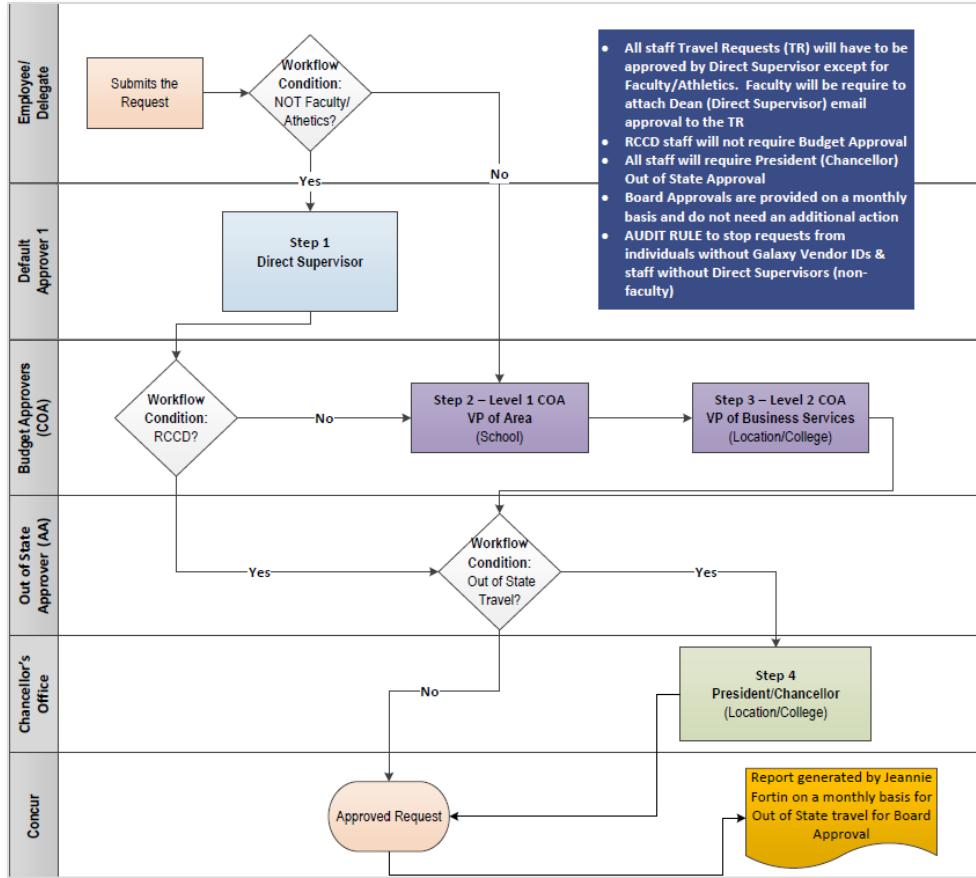 Employee/
Delegate
Submits the
Request
Workflow
Condition:
NOT Faculty/
Athetics?
Yes
No
• All staff Travel Requests (TR) will have to be
approved by Direct Supervisor except for
Faculty/Athletics.  Faculty will be require to
attach Dean (Direct Supervisor) email
approval to the TR
• RCCD staff will not require Budget Approval
• All staff will require President (Chancellor)
Out of State Approval
• Board Approvals are provided on a monthly
basis and do not need an additional action
• AUDIT RULE to stop requests from
individuals without Galaxy Vendor IDs &
staff without Direct Supervisors (non-
faculty)
Default
Approver 1
Step 1
Direct Supervisor
Budget Approvers
(COA)
Workflow
Condition:
RCCD?
No
Step 2 – Level 1 COA
VP of Area
(School)
Step 3 – Level 2 COA
VP of Business Services
(Location/College)
Out of State
Approver (AA)
Yes
Workflow
Condition:
Out of State
Travel?
Yes
Chancellor's
Office
No
Step 4
President/Chancellor
(Location/College)
Concur
Approved Request
Report generated by Jeannie
Fortin on a monthly basis for
Out of State travel for Board
Approval